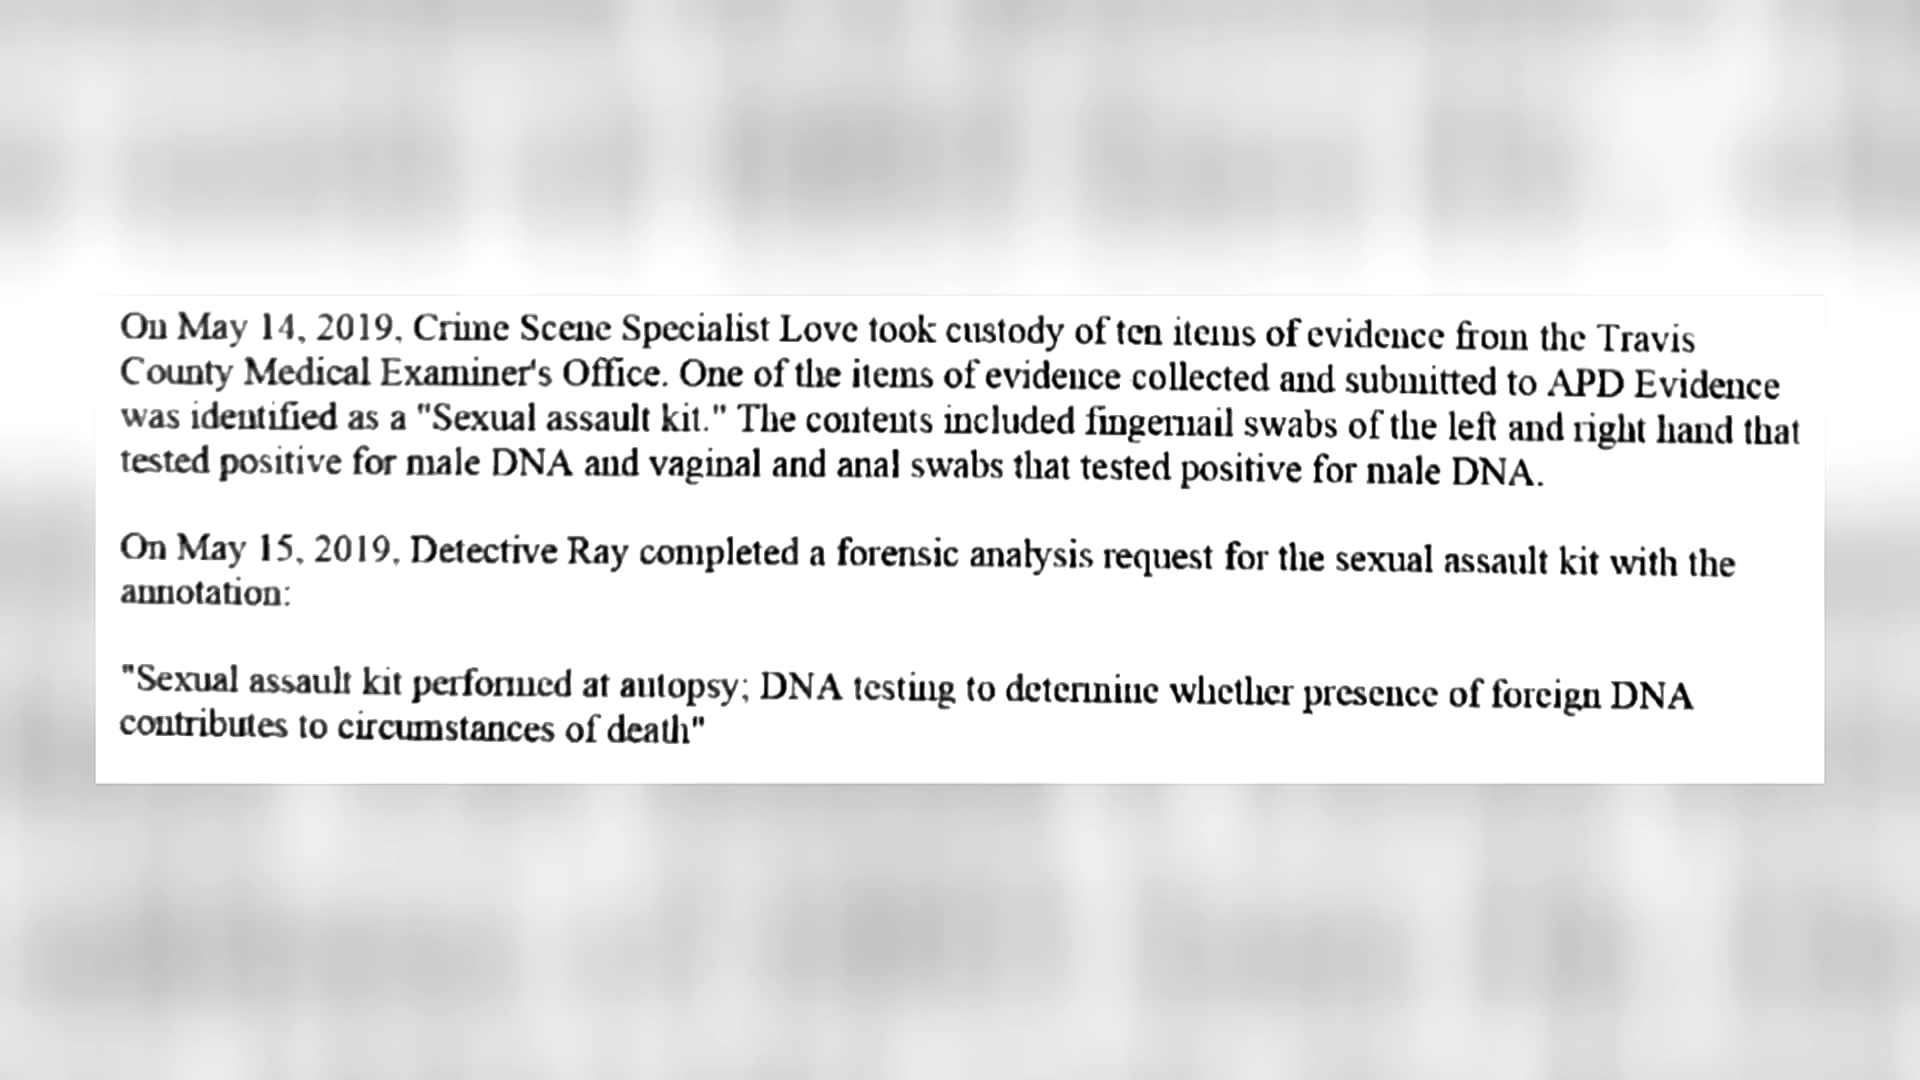 On May 14, 2019, Crime Scene Specialist Love took custody of ten items of evidence from the Travis
County Medical Examiner's Office. One of the items of evidence collected and submitted to APD Evidence
was identified as a "Sexual assault kit." The contents included fingernail swabs of the left and right hand that
tested positive for male DNA and vaginal and anal swabs that tested positive for male DNA.
On May 15, 2019, Detective Ray completed a forensic analysis request for the sexual assault kit with the
annotation:
"Sexual assault kit performed at autopsy; DNA testing to determine whether presence of foreign DNA
contributes to circumstances of death"